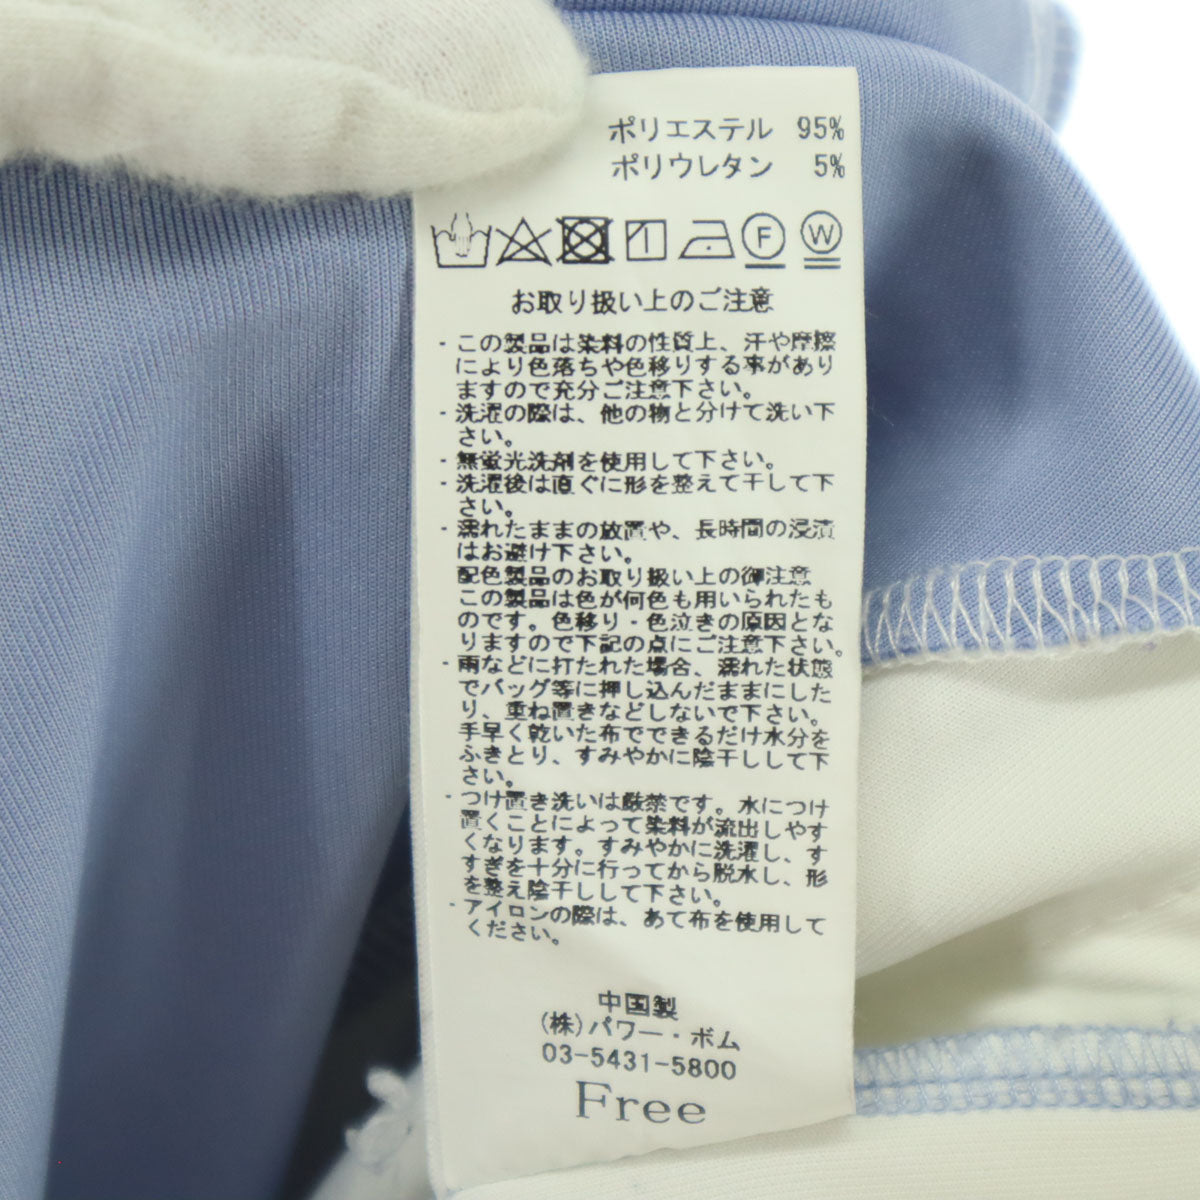 ポリエステル 95%
ポリウレタン 5%
F W
お取り扱い上のご注意
・この製品は染料の性質上、汗や摩擦
により色落ちや色移りする事があり
ますので充分ご注意下さい。
・洗濯の際は、他の物と分けて洗い下
さい。
・無蛍光洗剤を使用して下さい。
・洗濯後は直ぐに形を整えて干して下
さい。
・濡れたままの放置や、長時間の浸漬
はお避け下さい。
配色製品のお取り扱い上の御注意
この製品は色が何色も用いられたも
のです。色移り・色泣きの原因とな
りますので下記の点にご注意下さい。
・雨などに打たれた場合、濡れた状態
でバッグ等に押し込んだままにした
り、重ね置きなどしないで下さい。
手早く乾いた布でできるだけ水分を
ふきとり、すみやかに陰干しして下
さい。
・つけ置き洗いは厳禁です。水につけ
置くことによって染料が流出しやす
くなります。すみやかに洗濯し、す
すぎを十分に行ってから脱水し、形
を整え陰干しして下さい。
・アイロンの際は、あて布を使用して
ください。
中国製
(株)パワー・ボム
03-5431-5800
Free